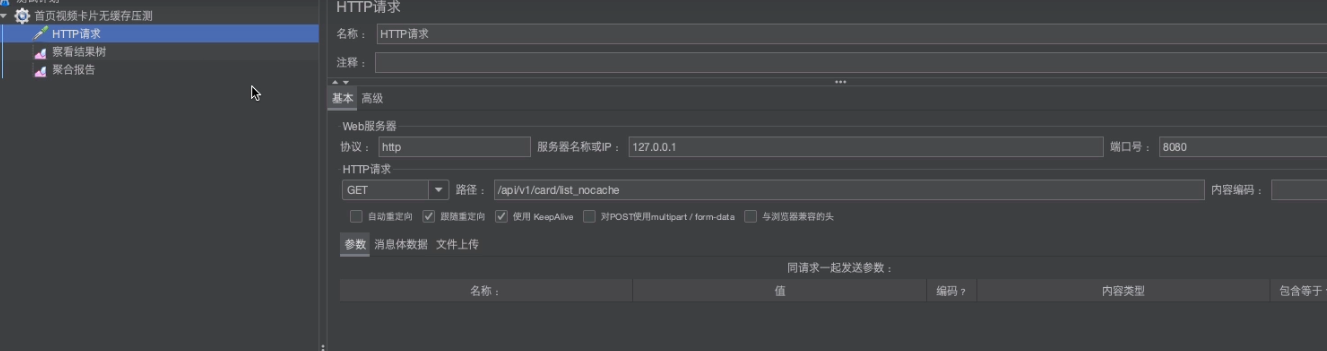 测试计划
首页视频卡片无缓存压测
HTTP请求
察看结果树
聚合报告
HTTP请求
名称： HTTP请求
注释：
基本 高级
Web服务器
协议： http 服务器名称或IP： 127.0.0.1 端口号： 8080
HTTP请求
GET 路径： /api/v1/card/list_nocache 内容编码：
自动重定向 跟随重定向 使用 KeepAlive 对POST使用multipart / form-data 与浏览器兼容的头
参数 消息体数据 文件上传
同请求一起发送参数：
名称： 值 编码？ 内容类型 包含等于